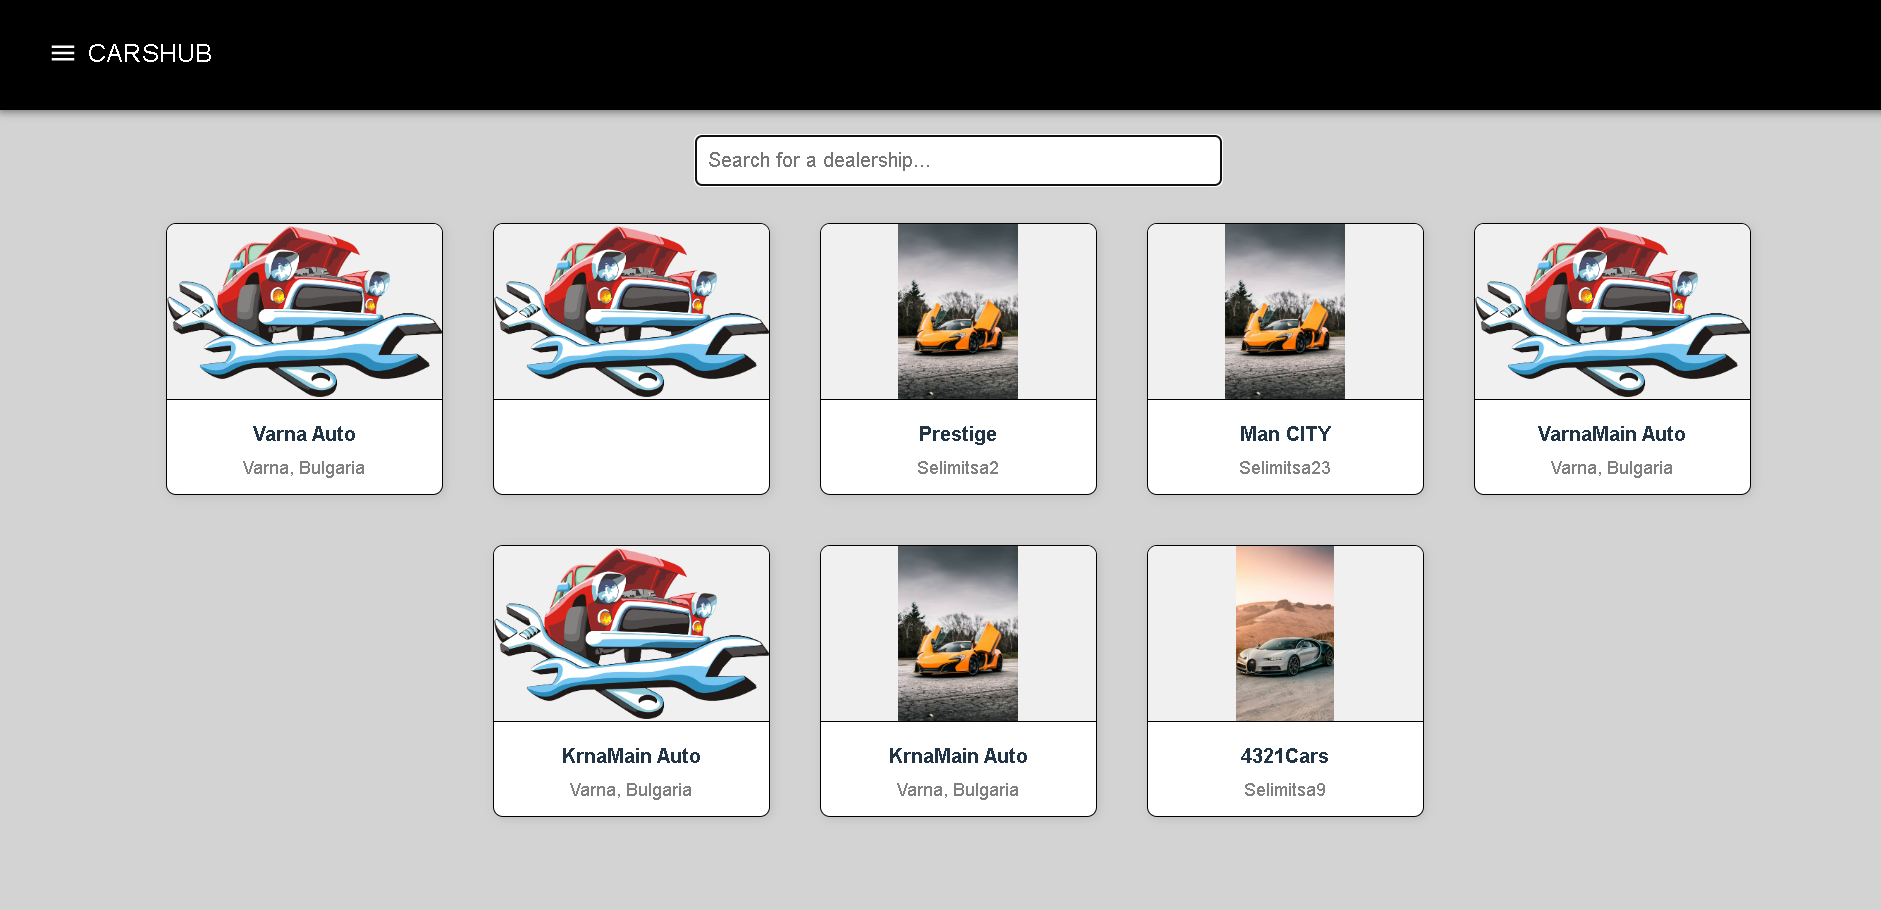 CARSHUB
Search for a dealership...
Varna Auto
Varna, Bulgaria
Prestige
Selimitsa2
Man CITY
Selimitsa23
VarnaMain Auto
Varna, Bulgaria
KrnaMain Auto
Varna, Bulgaria
KrnaMain Auto
Varna, Bulgaria
4321Cars
Selimitsa9